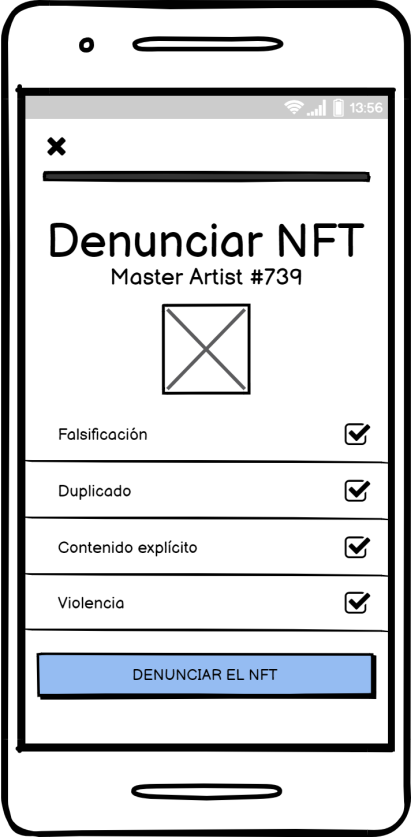 13:56
Denunciar NFT
Master Artist #739
Falsificación
Duplicado
Contenido explícito
Violencia
DENUNCIAR EL NFT